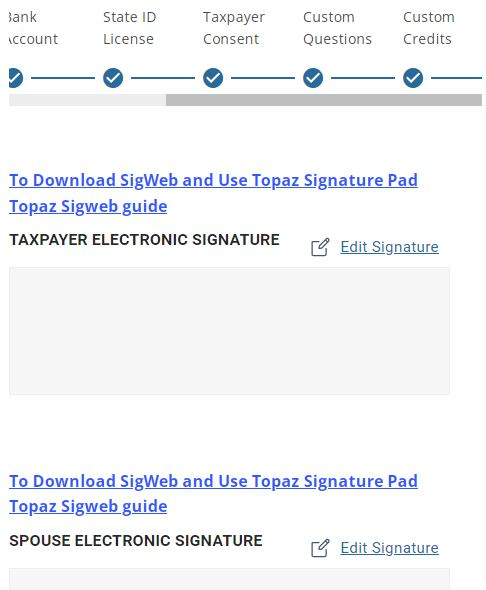 Bank State ID Taxpayer Custom Custom
Account License Consent Questions Credits
To Download SigWeb and Use Topaz Signature Pad
Topaz Sigweb guide
TAXPAYER ELECTRONIC SIGNATURE Edit Signature
To Download SigWeb and Use Topaz Signature Pad
Topaz Sigweb guide
SPOUSE ELECTRONIC SIGNATURE Edit Signature